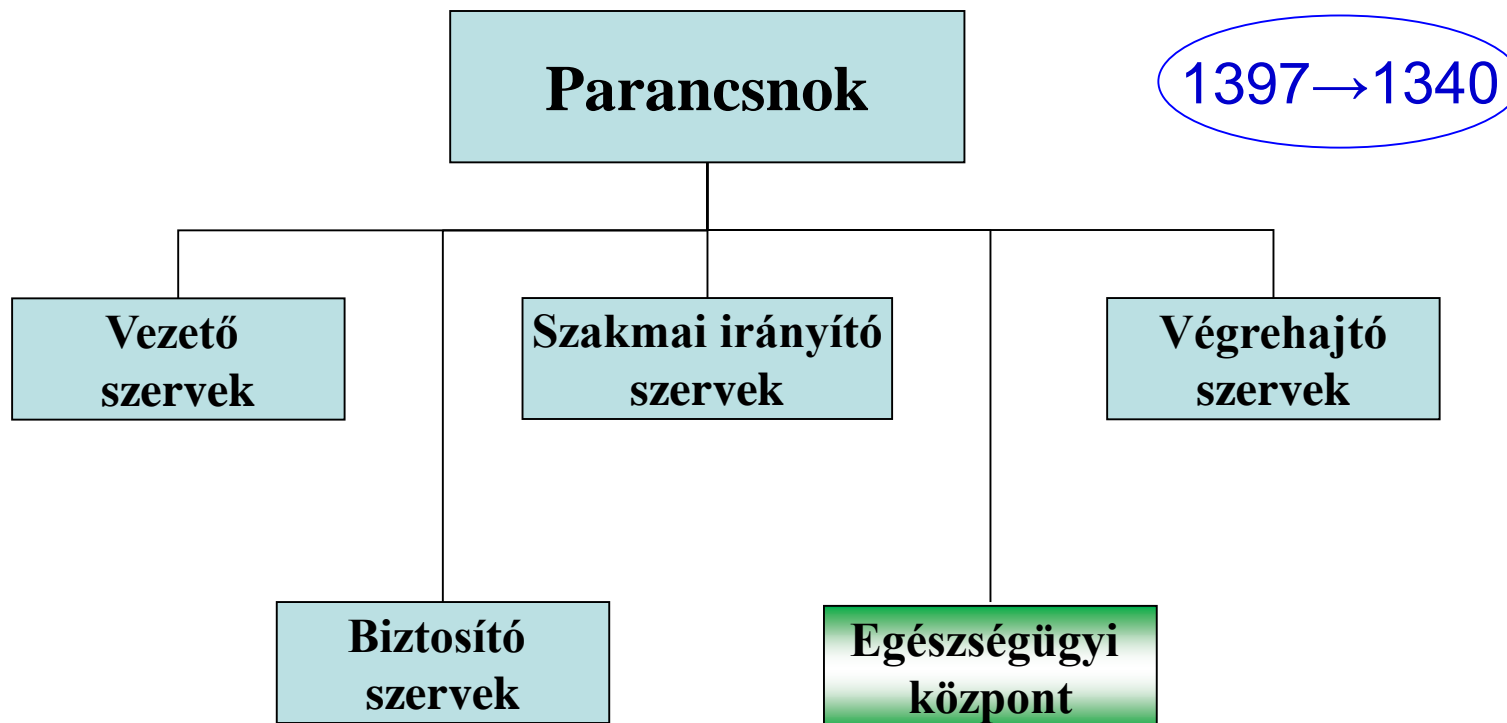 Parancsnok
1397→1340
Vezető
szervek
Szakmai irányító
szervek
Végrehajtó
szervek
Biztosító
szervek
Egészségügyi
központ